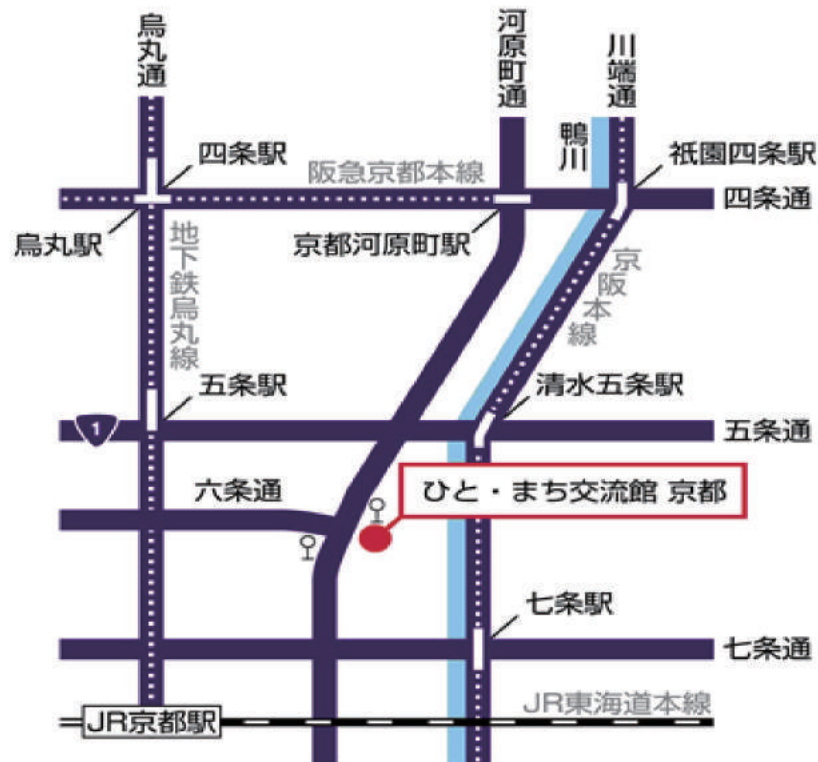 烏丸通
河原町通
川端通
鴨川
四条駅
阪急京都本線
祇園四条駅
四条通
烏丸駅
地下鉄烏丸線
京都河原町駅
京阪本線
五条駅
清水五条駅
1
五条通
六条通
ひと・まち交流館 京都
七条駅
七条通
JR京都駅
JR東海道本線